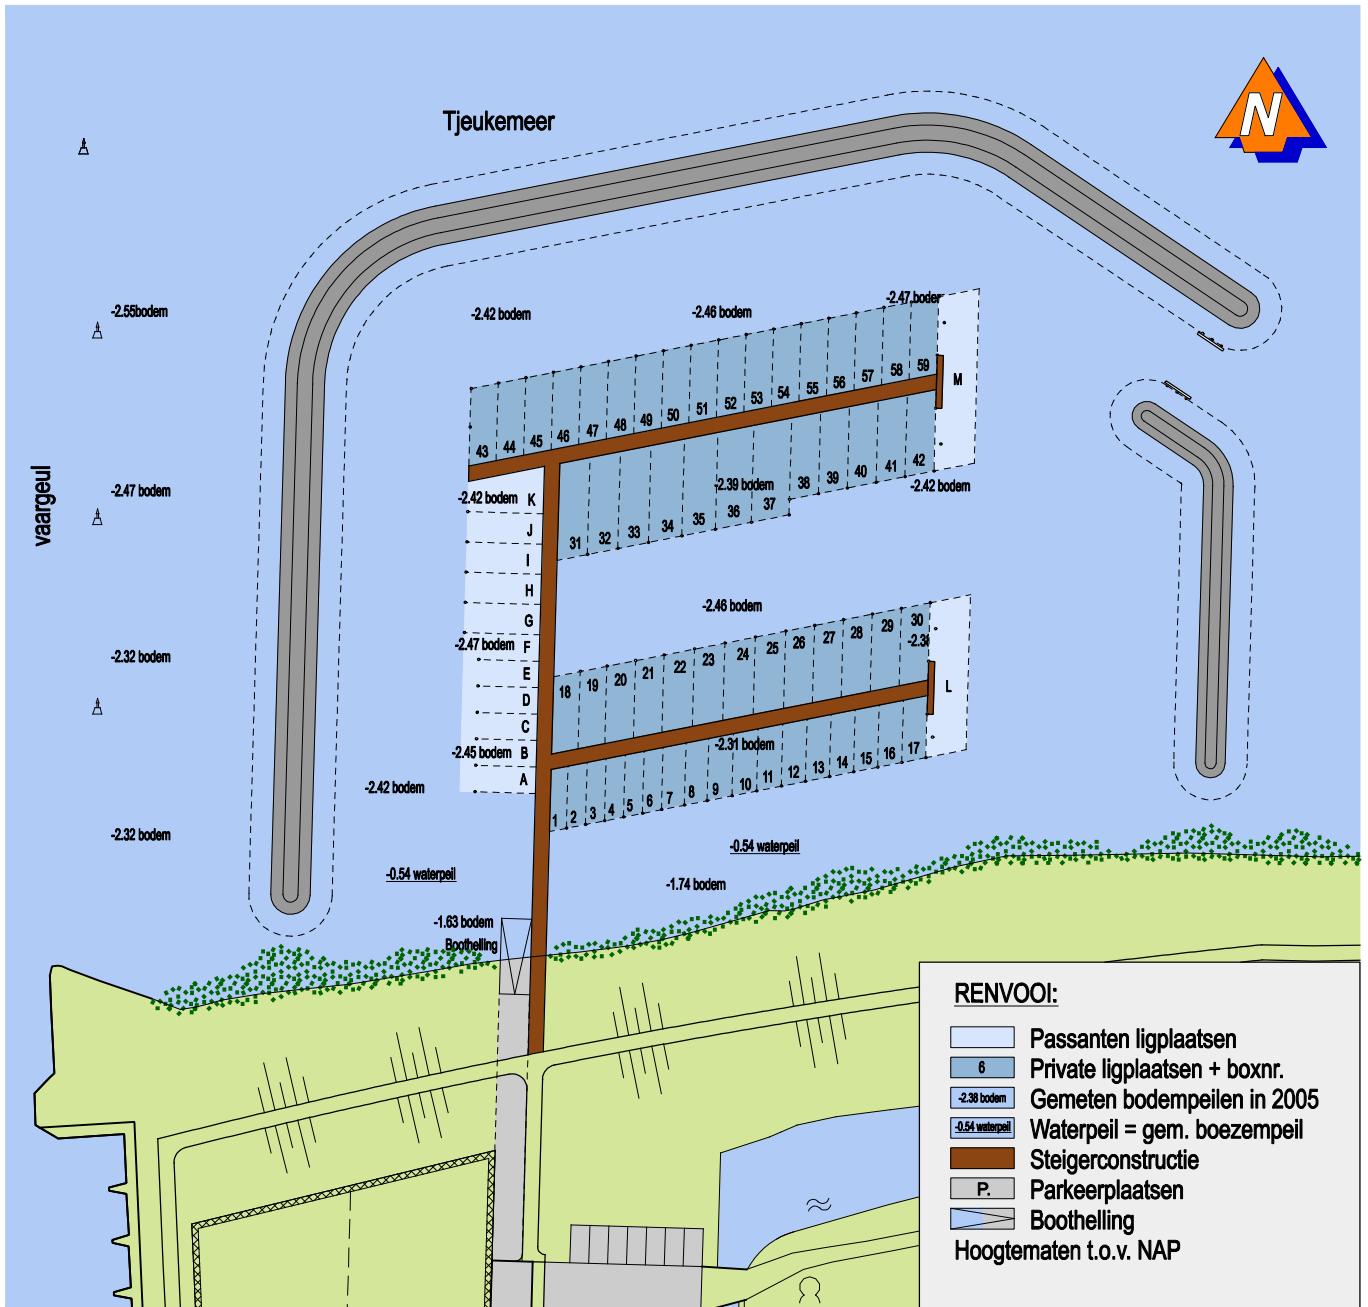 Tjeukemeer
N
-2.55bodem
-2.42 bodem
-2.46 bodem
-2.47 bodem
59
58
57
56
55
54
53
52
51
50
49
48
47
46
45
44
43
M
vaargeul
-2.47 bodem
-2.42 bodem
K
J
I
H
G
F
E
D
C
B
A
-2.39 bodem
-2.42 bodem
31
32
33
34
35
36
37
38
39
40
41
42
-2.46 bodem
-2.32 bodem
-2.47 bodem
18
19
20
21
22
23
24
25
26
27
28
29
30
-2.38
L
-2.45 bodem
-2.31 bodem
-2.42 bodem
1
2
3
4
5
6
7
8
9
10
11
12
13
14
15
16
17
-2.32 bodem
-0.54 waterpeil
-0.54 waterpeil
-1.74 bodem
-1.63 bodem
Boothelling
RENVOOI:
Passanten ligplaatsen
6 Private ligplaatsen + boxnr.
-2.38 bodem Gemeten bodempeilen in 2005
-0.54 waterpeil Waterpeil = gem. boezempeil
Steigerconstructie
P. Parkeerplaatsen
Boothelling
Hoogtematen t.o.v. NAP